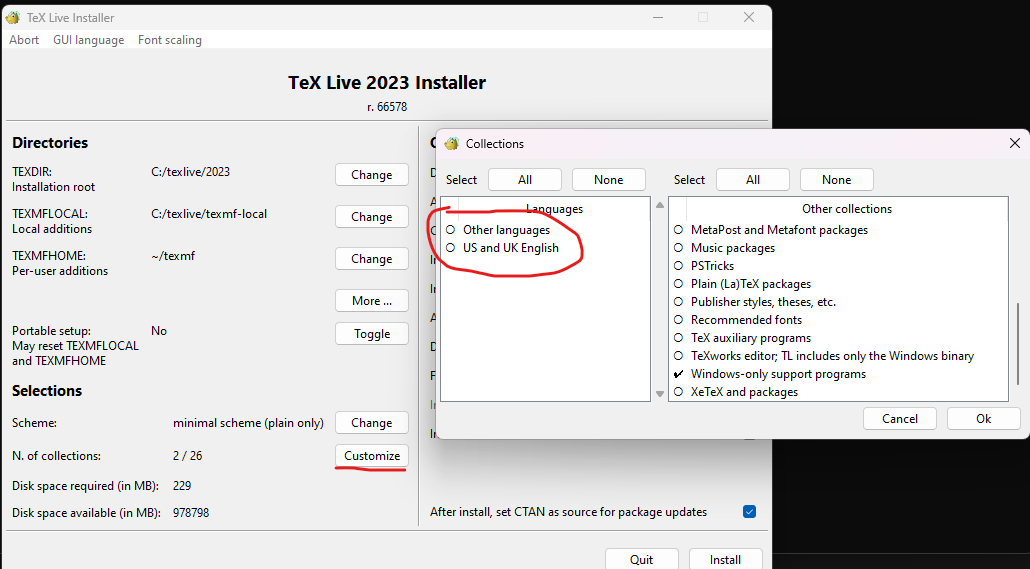 TeX Live Installer
Abort GUI language Font scaling
TeX Live 2023 Installer
r. 66578
Directories
TEXDIR: C:/texlive/2023 Change
Installation root
TEXMFLOCAL: C:/texlive/texmf-local Change
Local additions
TEXMFHOME: ~/texmf Change
Per-user additions
More ...
Portable setup: No Toggle
May reset TEXMFLOCAL
and TEXMFHOME
Selections
Scheme: minimal scheme (plain only) Change
N. of collections: 2 / 26 Customize
Disk space required (in MB): 229
Disk space available (in MB): 978798
After install, set CTAN as source for package updates
Quit Install
Collections
Select All None
Languages
Other languages
US and UK English
Select All None
Other collections
MetaPost and Metafont packages
Music packages
PSTricks
Plain (La)TeX packages
Publisher styles, theses, etc.
Recommended fonts
TeX auxiliary programs
TeXworks editor; TL includes only the Windows binary
Windows-only support programs
XeTeX and packages
Cancel Ok